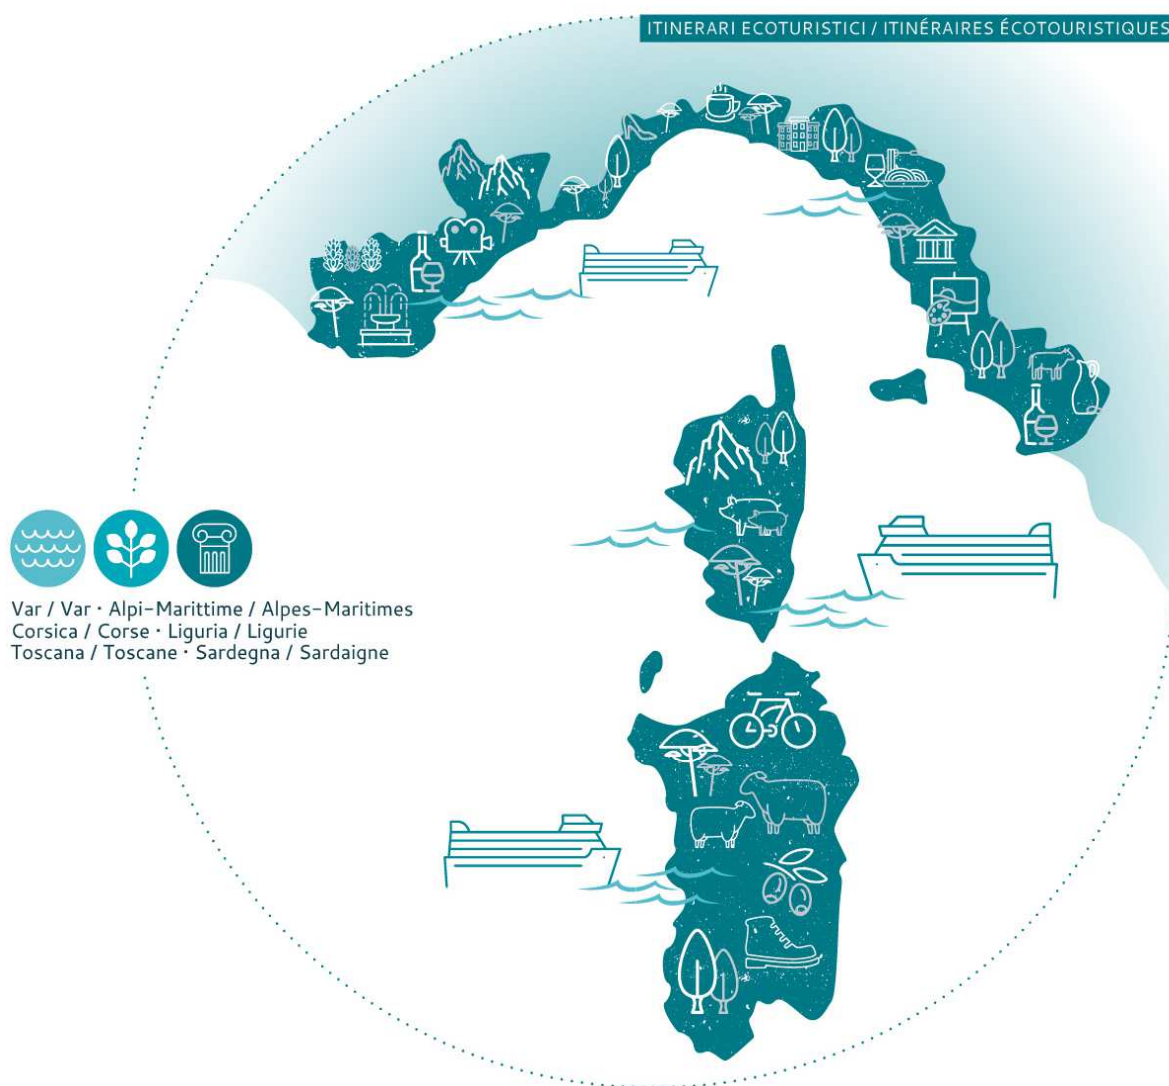 ITINERARI ECOTURISTICI / ITINÉRAIRES ÉCOTOURISTIQUES
Var / Var · Alpi-Marittime / Alpes-Maritimes
Corsica / Corse · Liguria / Ligurie
Toscana / Toscane · Sardegna / Sardaigne